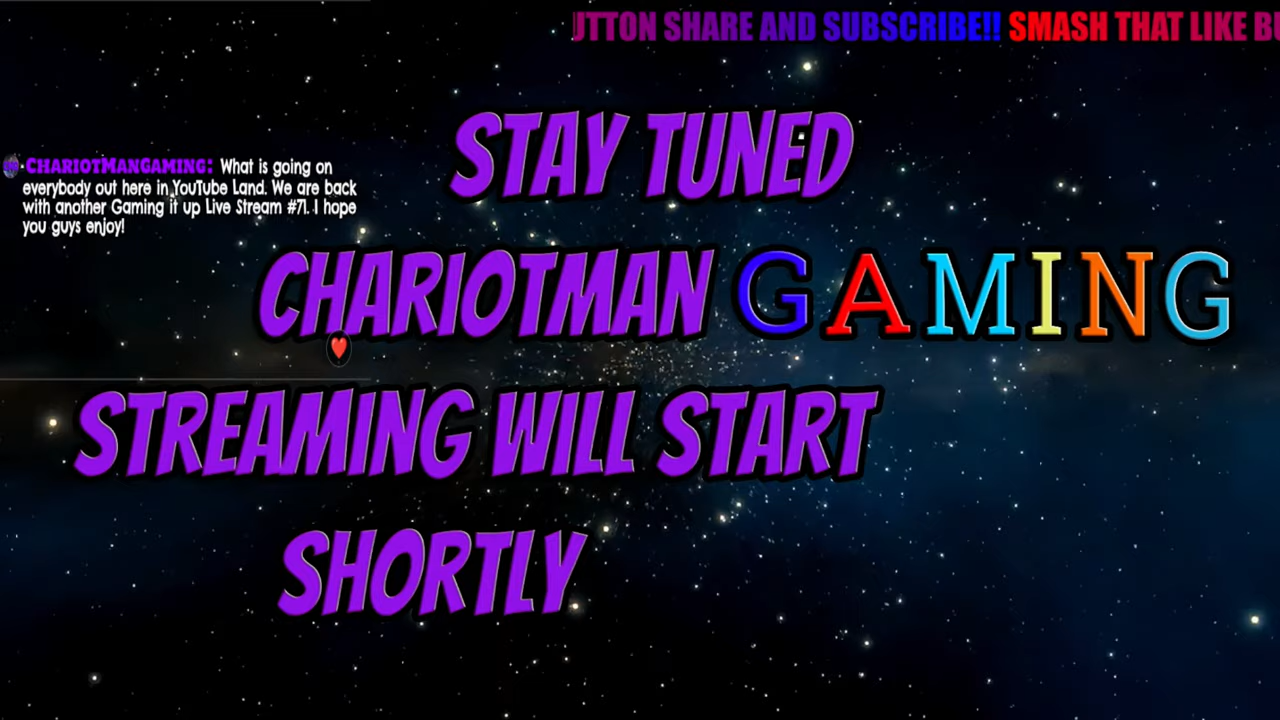 UTTON SHARE AND SUBSCRIBE!! SMASH THAT LIKE BU
STAY TUNED
CHARIOTMANGAMING: What is going on
everybody out here in YouTube Land. We are back
with another Gaming it up Live Stream #71. I hope
you guys enjoy!
CHARIOTMAN GAMING
STREAMING WILL START
SHORTLY